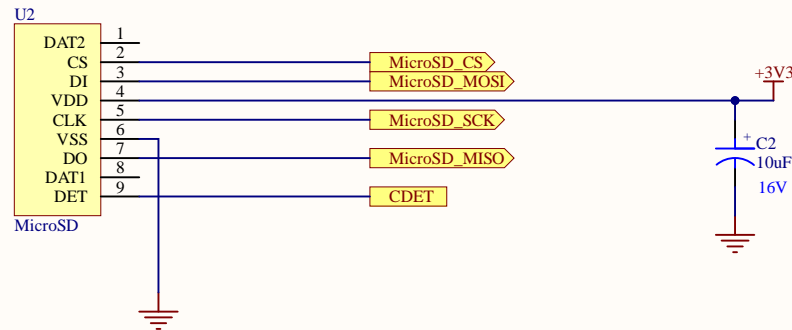 U2
DAT2 1
CS 2 MicroSD_CS
DI 3 MicroSD_MOSI
VDD 4 +3V3
CLK 5 MicroSD_SCK
VSS 6
DO 7 MicroSD_MISO
DAT1 8
DET 9 CDET
MicroSD
+ C2
10uF
16V